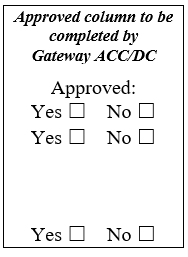 Approved column to be
completed by
Gateway ACC/DC
Approved:
Yes ☐ No ☐
Yes ☐ No ☐
Yes ☐ No ☐